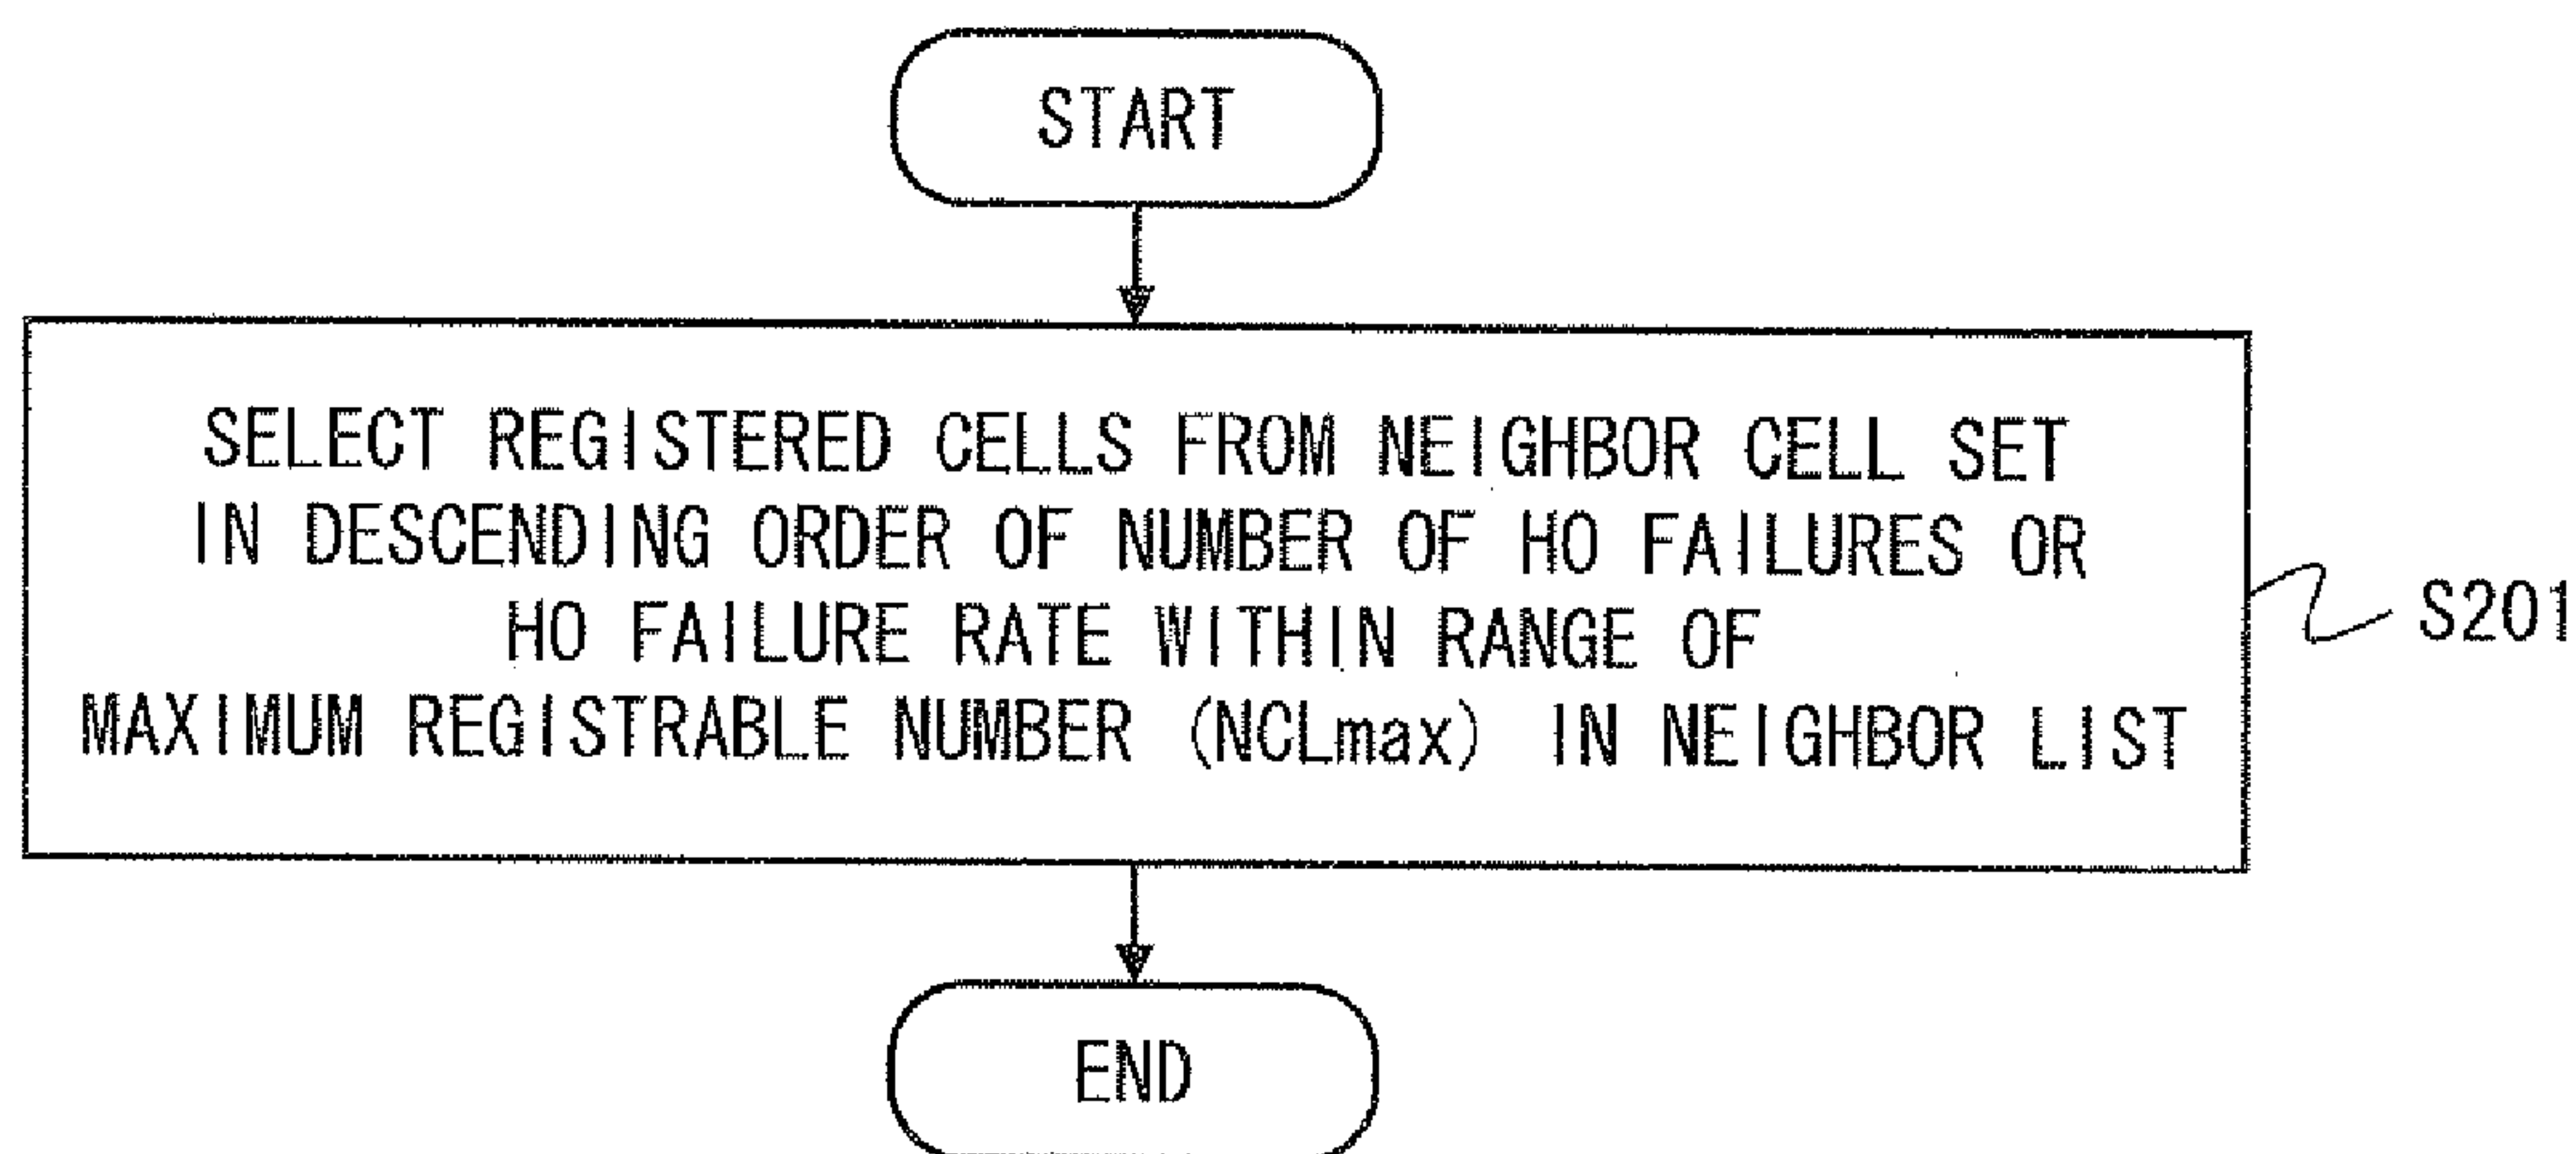 START
SELECT REGISTERED CELLS FROM NEIGHBOR CELL SET
IN DESCENDING ORDER OF NUMBER OF HO FAILURES OR
HO FAILURE RATE WITHIN RANGE OF
MAXIMUM REGISTRABLE NUMBER (NCLmax) IN NEIGHBOR LIST
S201
END